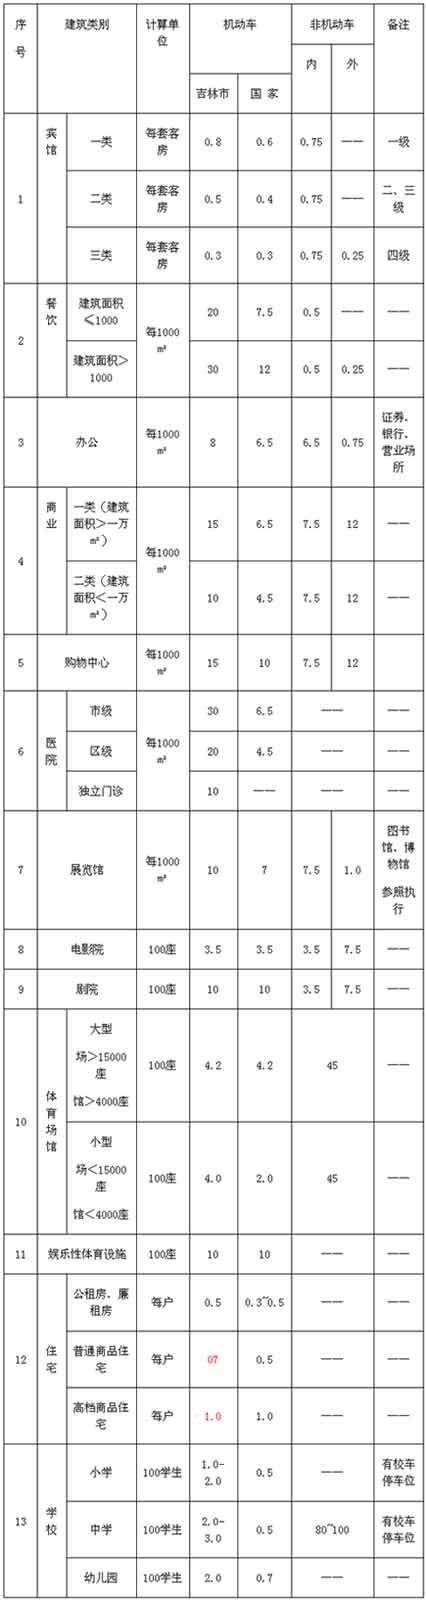 序号 建筑类别 计算单位 机动车 非机动车 备注
吉林市 国 家 内 外
1 宾馆 一类 每套客房 0.8 0.6 0.75 —— 一级
二类 每套客房 0.5 0.4 0.75 —— 二、三级
三类 每套客房 0.3 0.3 0.75 0.25 四级
2 餐饮 建筑面积≤1000 每1000㎡ 20 7.5 0.5 —— ——
建筑面积>1000 30 12 0.5 0.25 ——
3 办公 每1000㎡ 8 6.5 6.5 0.75 证券、银行、营业场所
4 商业 一类（建筑面积>一万㎡） 每1000㎡ 15 6.5 7.5 12 ——
二类（建筑面积<一万㎡） 10 4.5 7.5 12 ——
5 购物中心 每1000㎡ 15 10 7.5 12
6 医院 市级 每1000㎡ 30 6.5 —— ——
区级 20 4.5 —— ——
独立门诊 10 —— —— ——
7 展览馆 每1000㎡ 10 7 7.5 1.0 图书馆、博物馆 参照执行
8 电影院 100座 3.5 3.5 3.5 7.5 ——
9 剧院 100座 10 10 3.5 7.5 ——
10 体育场馆 大型 场>15000座 馆>4000座 100座 4.2 4.2 45 ——
小型 场<15000座 馆<4000座 100座 4.0 2.0 45 ——
11 娱乐性体育设施 100座 10 10 —— ——
12 住宅 公租房、廉租房 每户 0.5 0.3~0.5 —— ——
普通商品住宅 每户 07 0.5 —— ——
高档商品住宅 每户 1.0 1.0 —— ——
13 学校 小学 100学生 1.0-2.0 0.5 —— 有校车停车位
中学 100学生 2.0-3.0 0.5 80~100 有校车停车位
幼儿园 100学生 2.0 0.7 —— ——